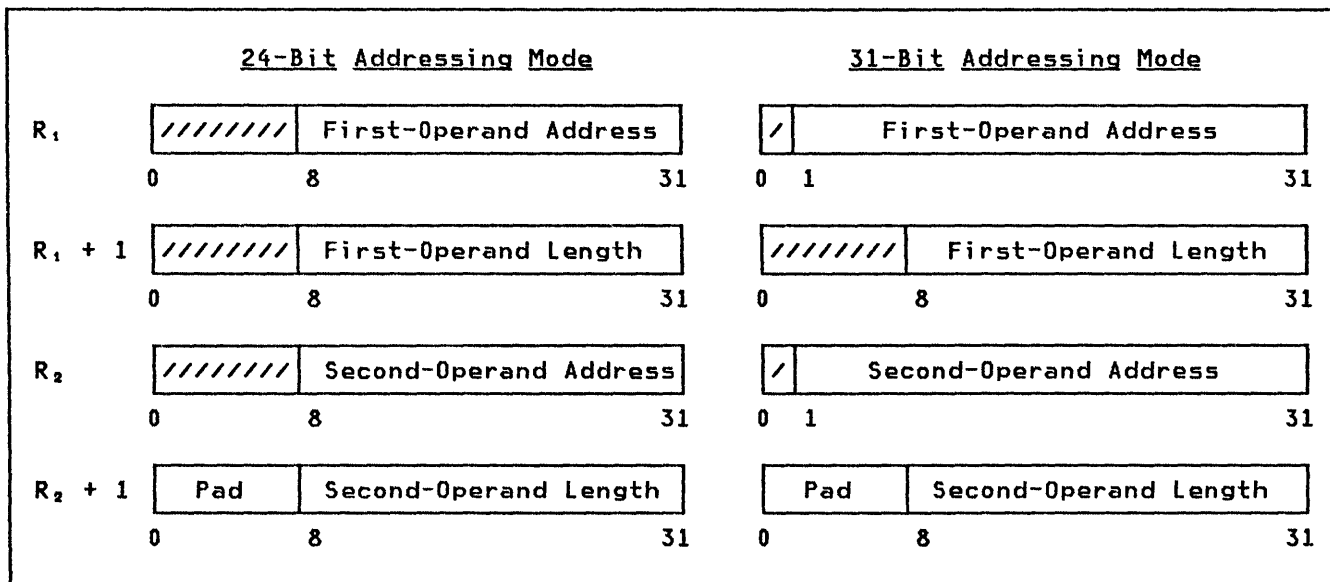 24-Bit Addressing Mode 31-Bit Addressing Mode
R₁ //////// First-Operand Address / First-Operand Address
0 8 31 0 1 31
R₁ + 1 //////// First-Operand Length //////// First-Operand Length
0 8 31 0 8 31
R₂ //////// Second-Operand Address / Second-Operand Address
0 8 31 0 1 31
R₂ + 1 Pad Second-Operand Length Pad Second-Operand Length
0 8 31 0 8 31